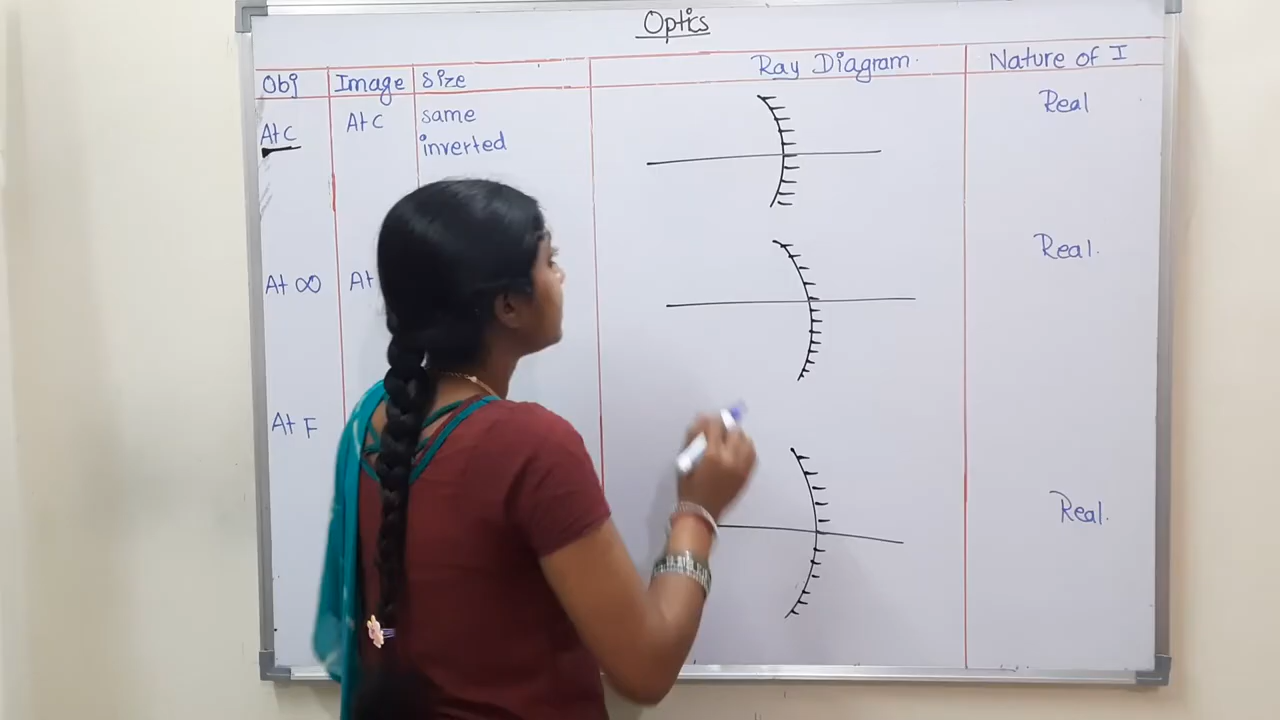 Optics
Obj Image Size Ray Diagram. Nature of I
At C At C same Real
inverted
At ∞ At Real.
At F Real.